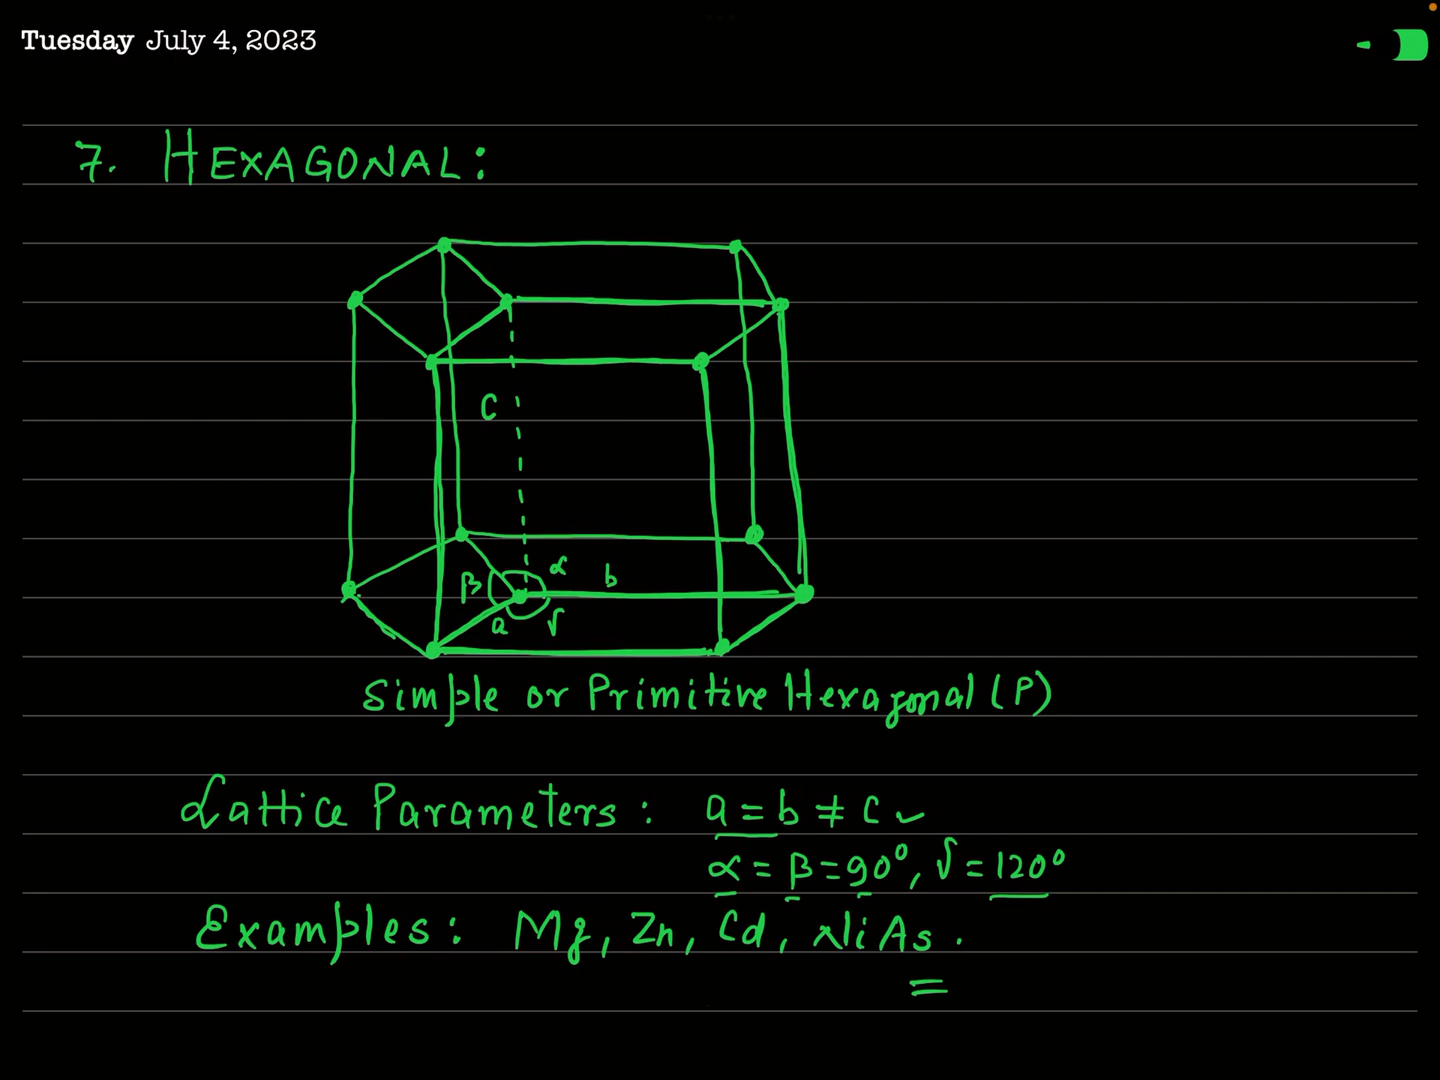 Tuesday July 4, 2023
7. HEXAGONAL:
C
β α b
a γ
Simple or Primitive Hexagonal (P)
Lattice Parameters: a = b ≠ c ✓
α = β = 90°, γ = 120°
Examples: Mg, Zn, Cd, NiAs.